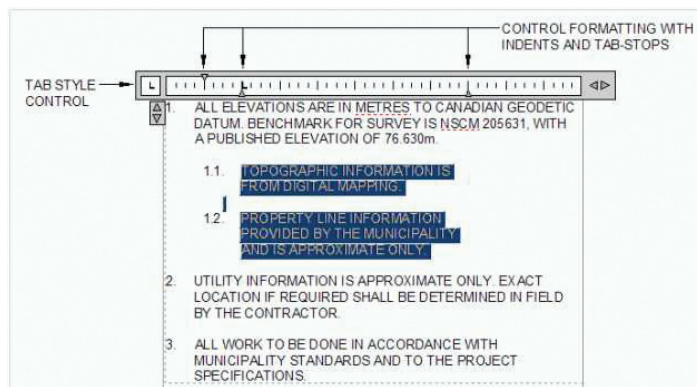 CONTROL FORMATTING WITH
INDENTS AND TAB-STOPS
TAB STYLE
CONTROL
L
L
1. ALL ELEVATIONS ARE IN METRES TO CANADIAN GEODETIC
DATUM. BENCHMARK FOR SURVEY IS NSCM 205631, WITH
A PUBLISHED ELEVATION OF 76.630m.
1.1. TOPOGRAPHIC INFORMATION IS
FROM DIGITAL MAPPING.
1.2. PROPERTY LINE INFORMATION
PROVIDED BY THE MUNICIPALITY
AND IS APPROXIMATE ONLY.
2. UTILITY INFORMATION IS APPROXIMATE ONLY. EXACT
LOCATION IF REQUIRED SHALL BE DETERMINED IN FIELD
BY THE CONTRACTOR.
3. ALL WORK TO BE DONE IN ACCORDANCE WITH
MUNICIPALITY STANDARDS AND TO THE PROJECT
SPECIFICATIONS.